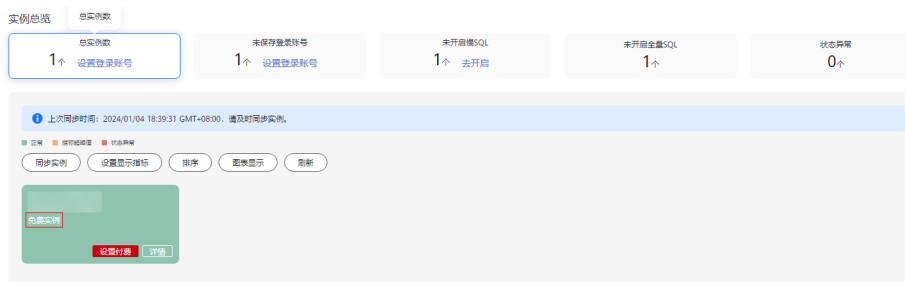 实例总览
总实例数
总实例数
1个 设置登录账号
未保存登录账号
1个 设置登录账号
未开启慢SQL
1个 去开启
未开启全量SQL
1个
状态异常
0个
上次同步时间：2024/01/04 18:39:31 GMT+08:00，请及时同步实例。
正常 指标超阈值 状态异常
同步实例 设置显示指标 排序 图表显示 刷新
免费实例
设置付费 详情